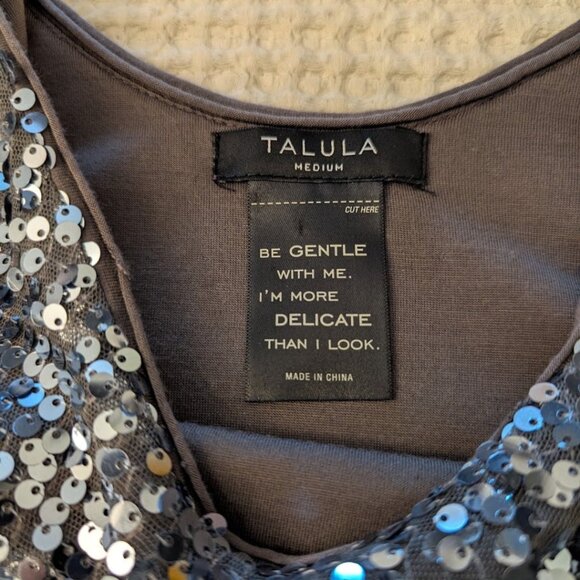 TALULA
MEDIUM
CUT HERE
BE GENTLE
WITH ME.
I'M MORE
DELICATE
THAN I LOOK.
MADE IN CHINA